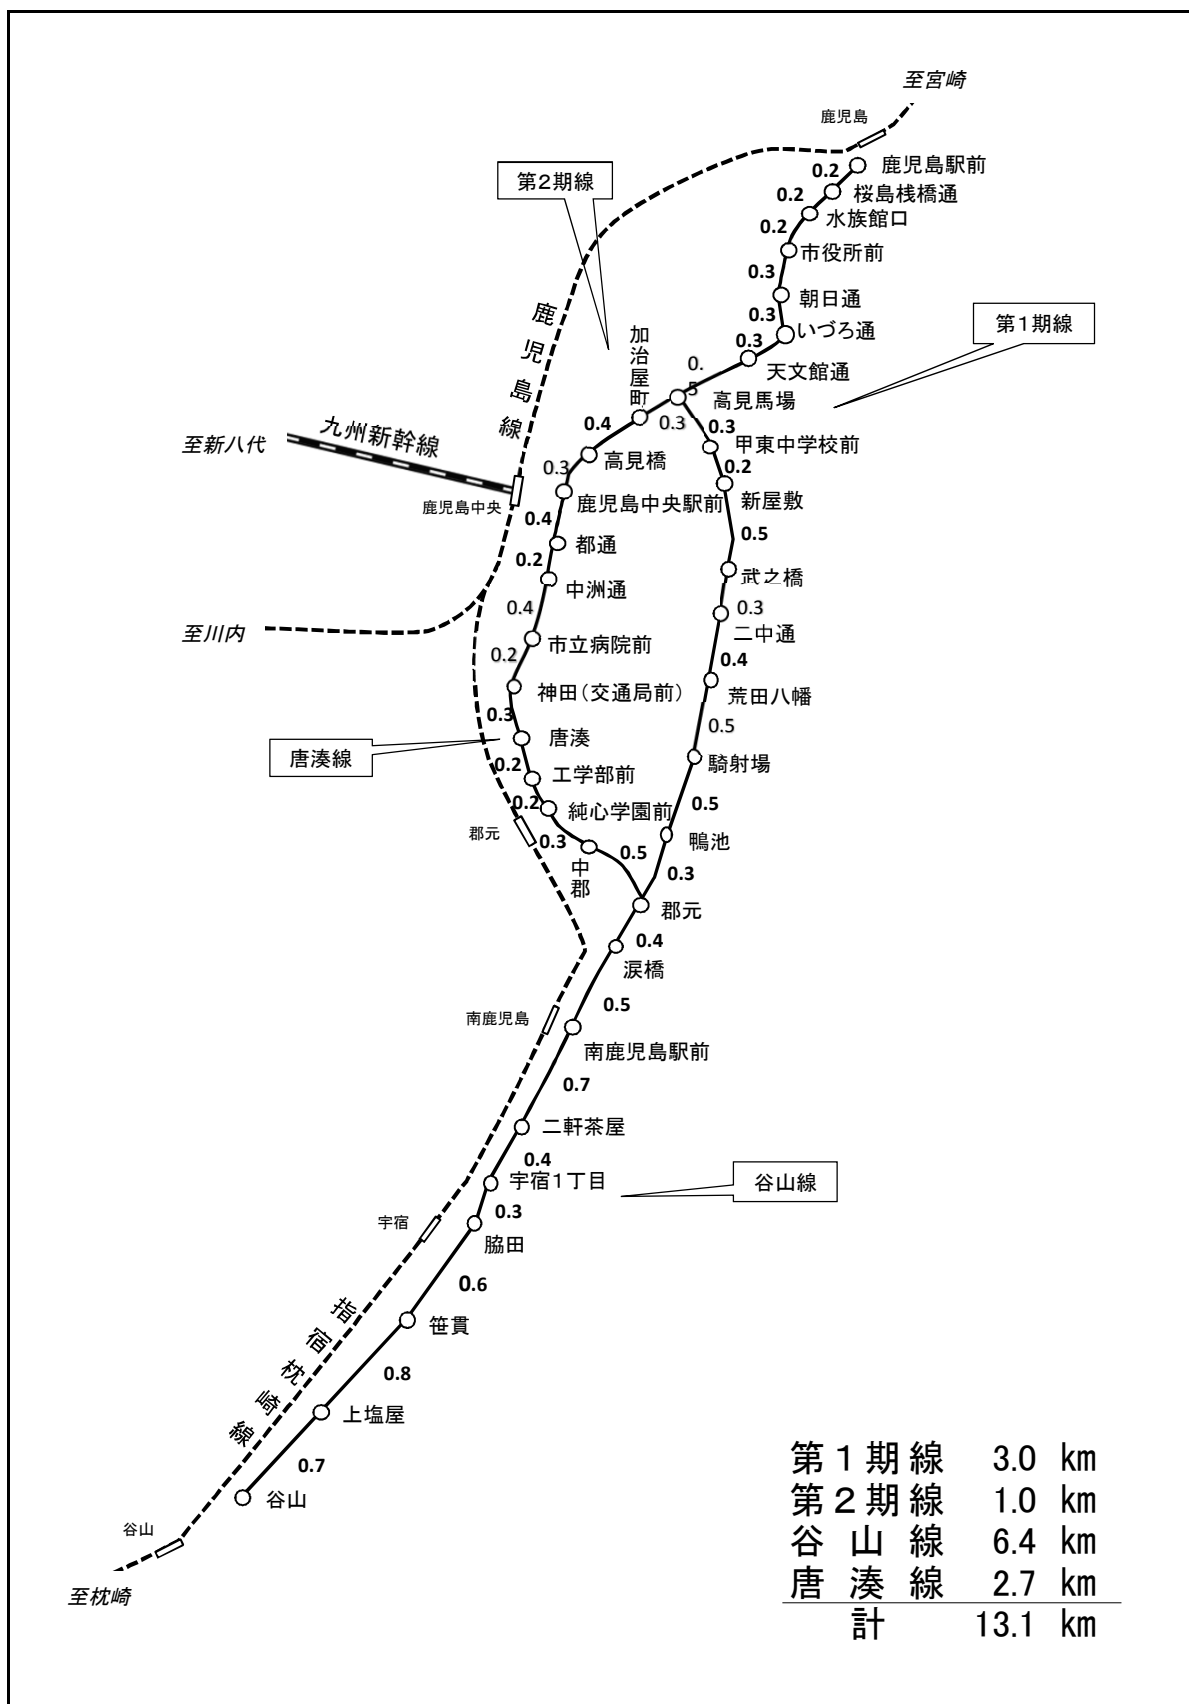 至宮崎
鹿児島
鹿児島駅前
0.2
桜島桟橋通
0.2
水族館口
0.2
市役所前
0.3
朝日通
0.3
いづろ通
0.3
天文館通
0.5
高見馬場
第2期線
第1期線
鹿児島線
加治屋町
0.3
0.4
高見橋
0.3
鹿児島中央駅前
至新八代
九州新幹線
鹿児島中央
0.4
都通
0.2
中洲通
0.4
市立病院前
0.2
神田（交通局前）
0.3
唐湊
0.2
工学部前
0.2
純心学園前
0.3
中郡
0.5
至川内
唐湊線
郡元
0.3
甲東中学校前
0.2
新屋敷
0.5
武之橋
0.3
二中通
0.4
荒田八幡
0.5
騎射場
0.5
鴨池
0.3
郡元
0.4
涙橋
0.5
南鹿児島
南鹿児島駅前
0.7
二軒茶屋
0.4
宇宿1丁目
谷山線
0.3
宇宿
脇田
0.6
笹貫
指宿枕崎線
0.8
上塩屋
0.7
谷山
谷山
至枕崎
第1期線 3.0 km
第2期線 1.0 km
谷山線 6.4 km
唐湊線 2.7 km
計 13.1 km